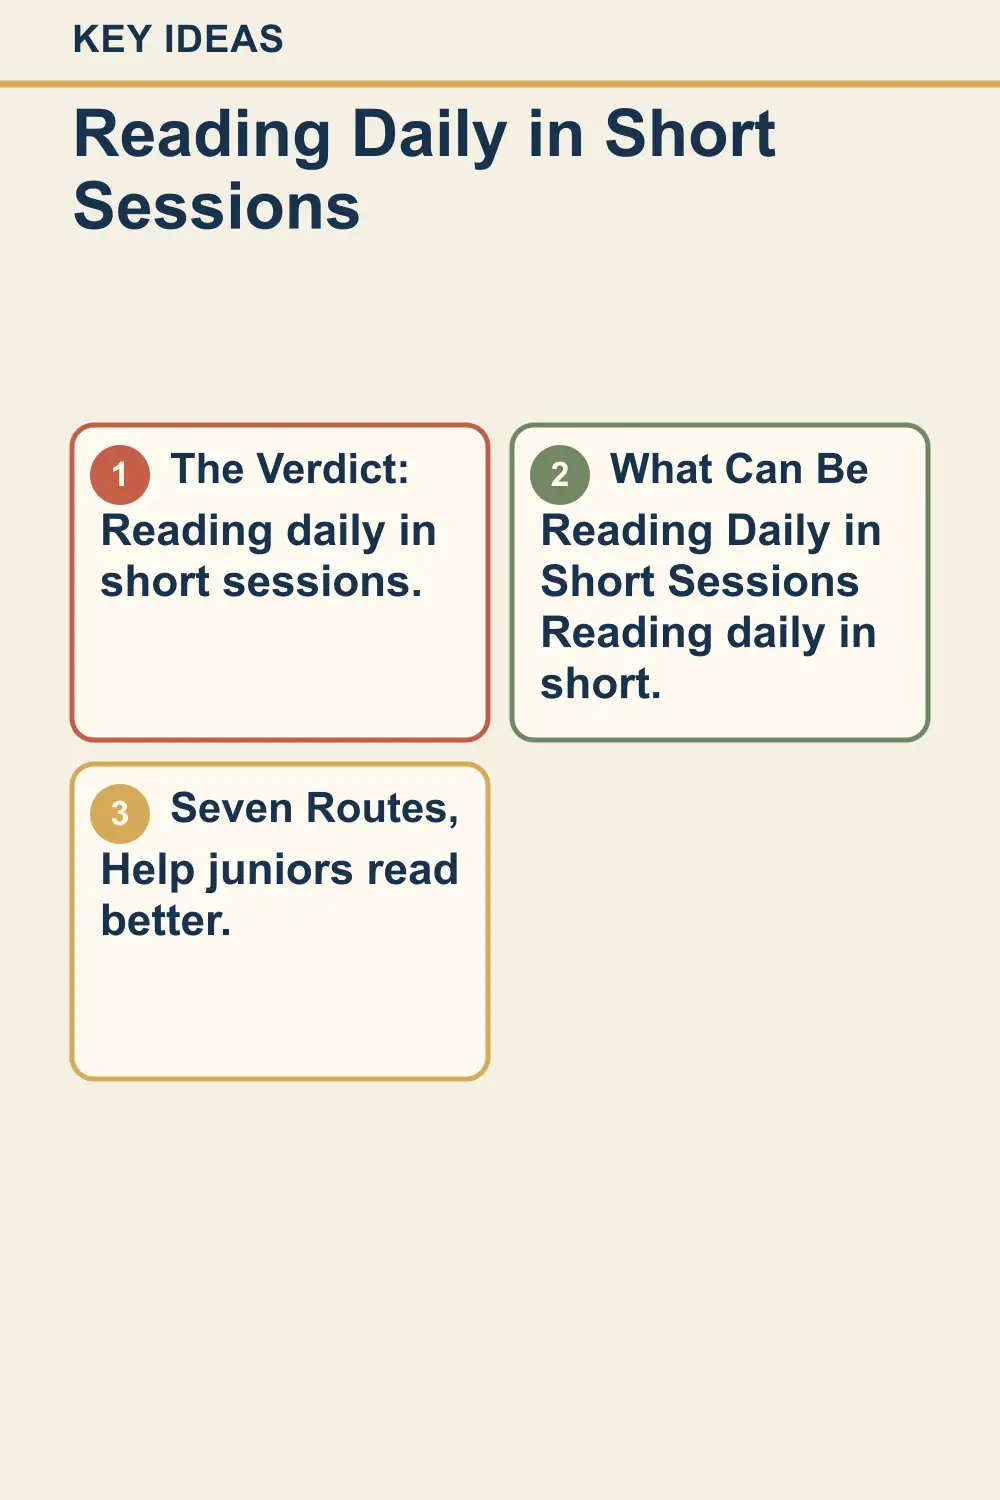 KEY IDEAS
Reading Daily in Short
Sessions
1 The Verdict:
Reading daily in
short sessions.
2 What Can Be
Reading Daily in
Short Sessions
Reading daily in
short.
3 Seven Routes,
Help juniors read
better.